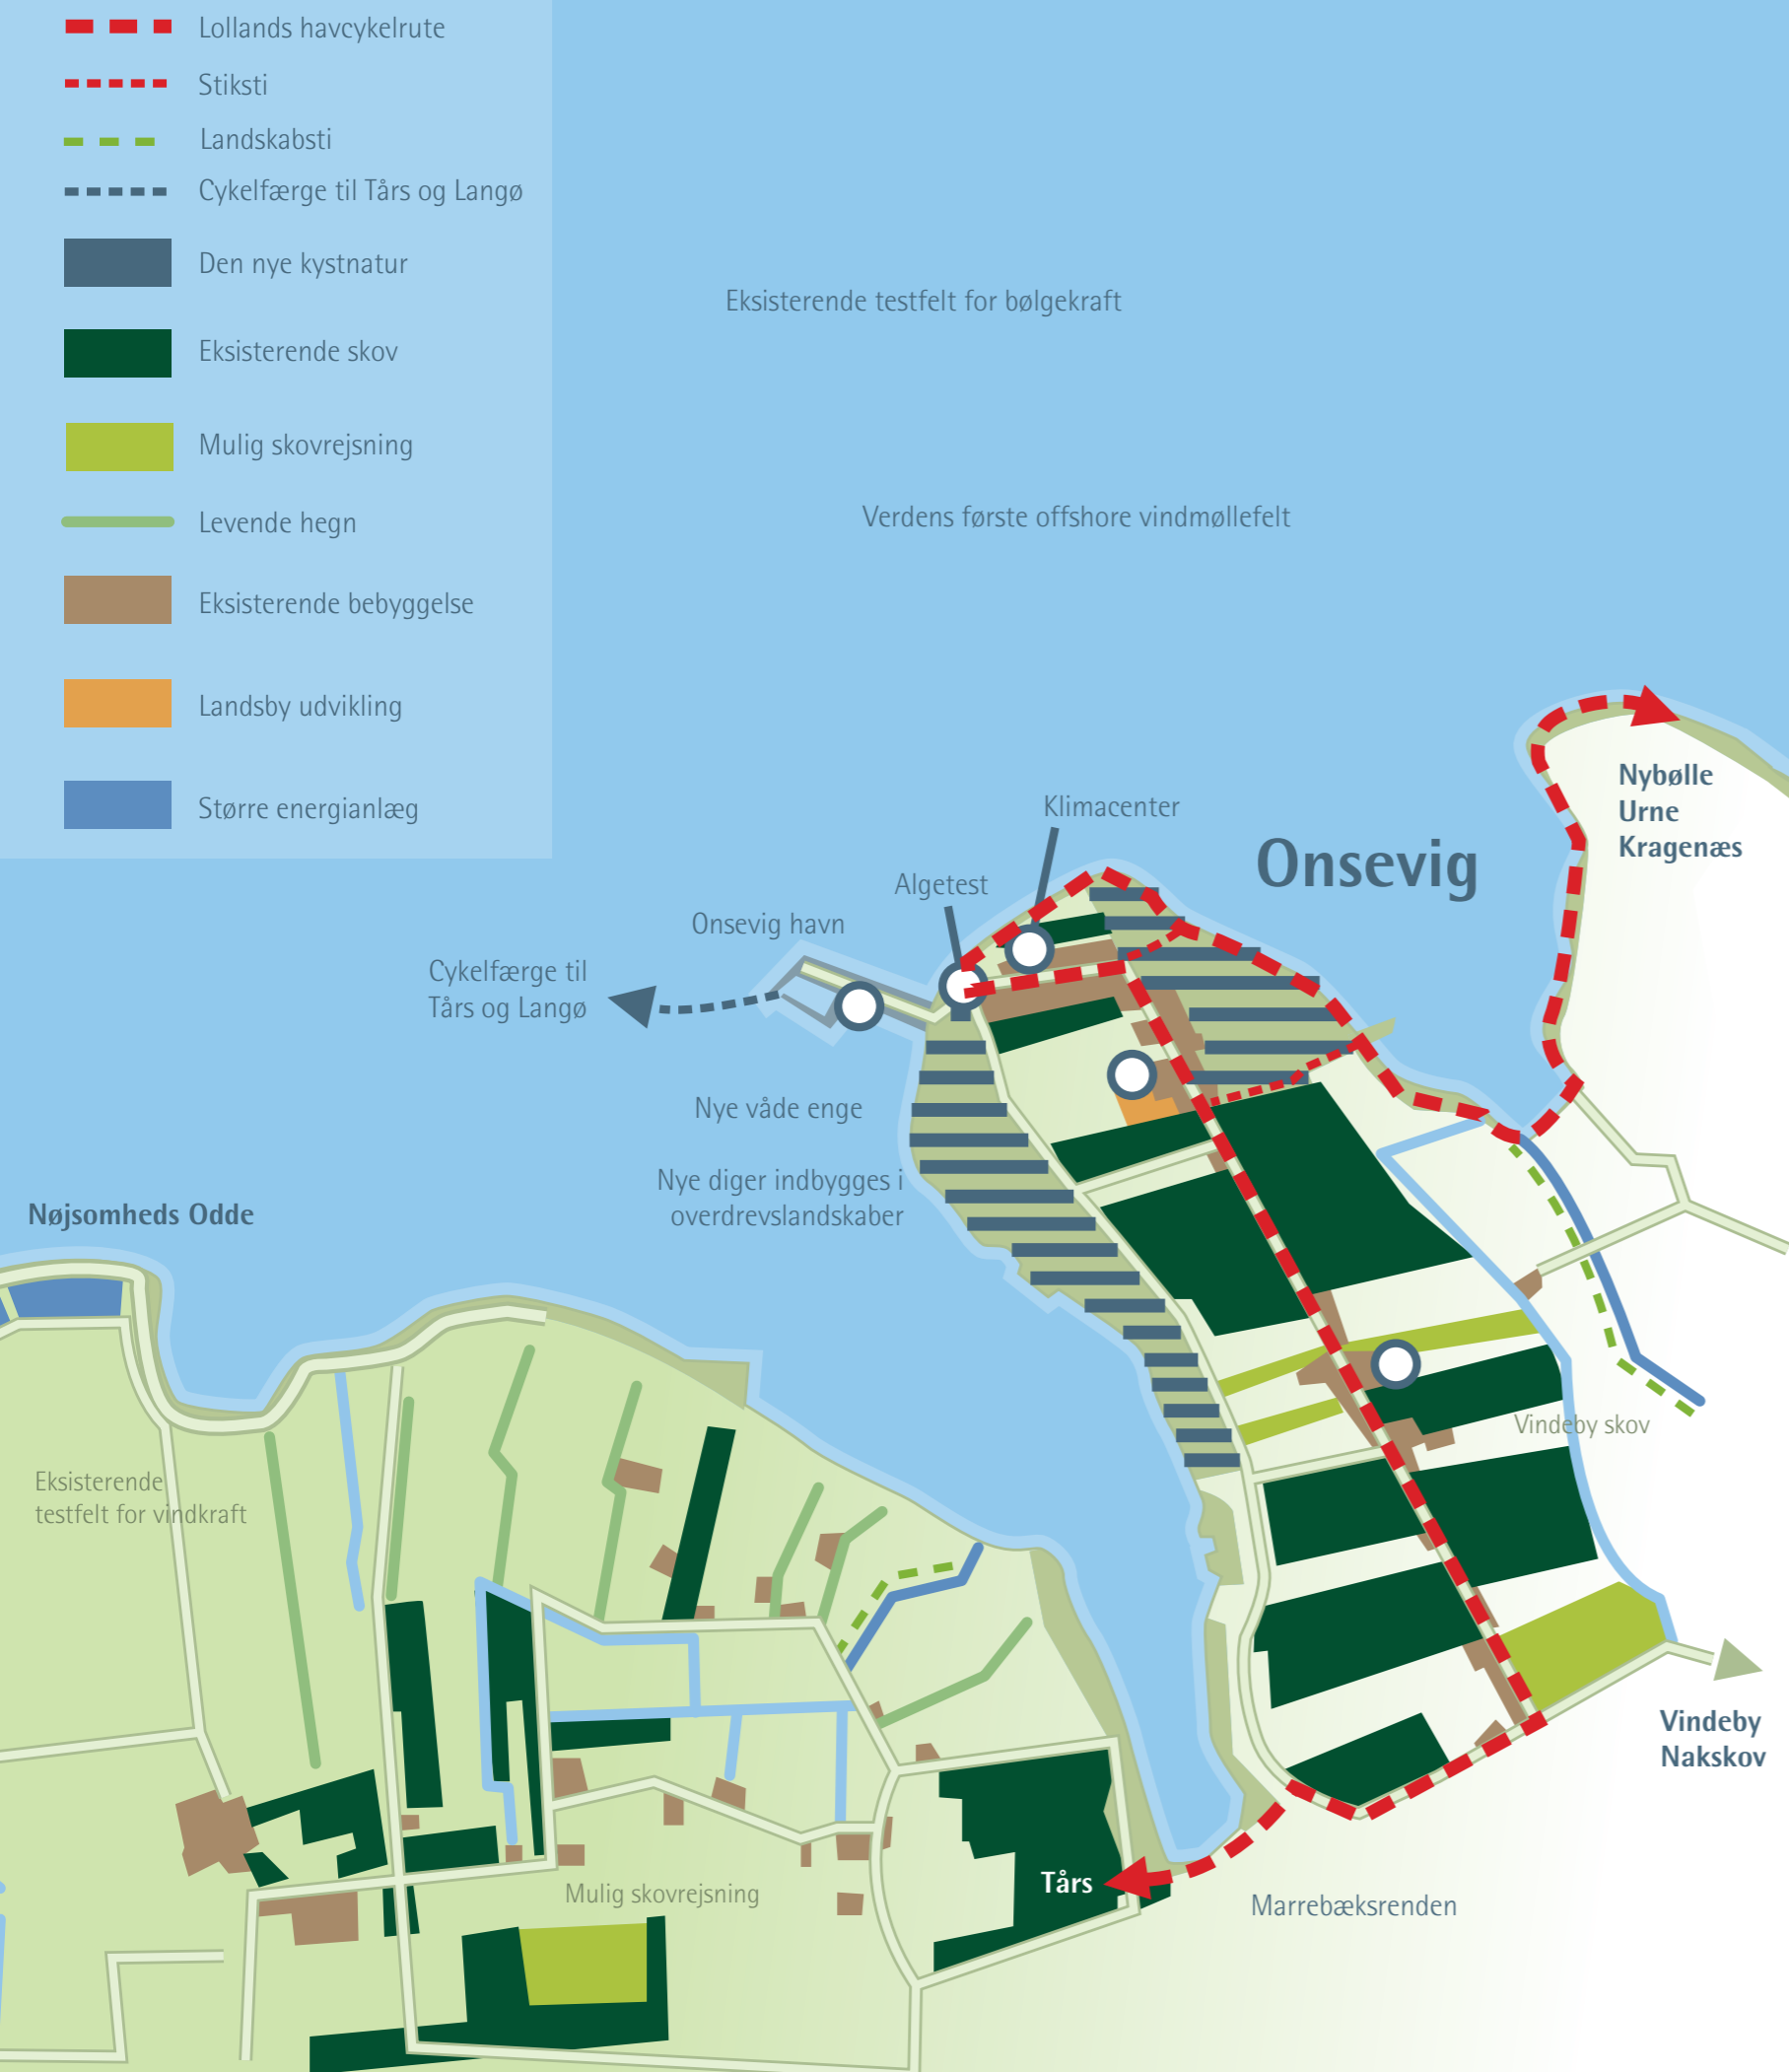 Lollands havcykelrute
Stiksti
Landskabsti
Cykelfærge til Tårs og Langø
Den nye kystnatur
Eksisterende skov
Mulig skovrejsning
Levende hegn
Eksisterende bebyggelse
Landsby udvikling
Større energianlæg
Eksisterende testfelt for bølgekraft
Verdens første offshore vindmøllefelt
Nybølle
Urne
Kragenæs
Klimacenter
Onsevig
Algetest
Onsevig havn
Cykelfærge til
Tårs og Langø
Nye våde enge
Nye diger indbygges i
overdrevslandskaber
Nøjsomheds Odde
Vindeby skov
Eksisterende
testfelt for vindkraft
Vindeby
Nakskov
Tårs
Mulig skovrejsning
Marrebæksrenden